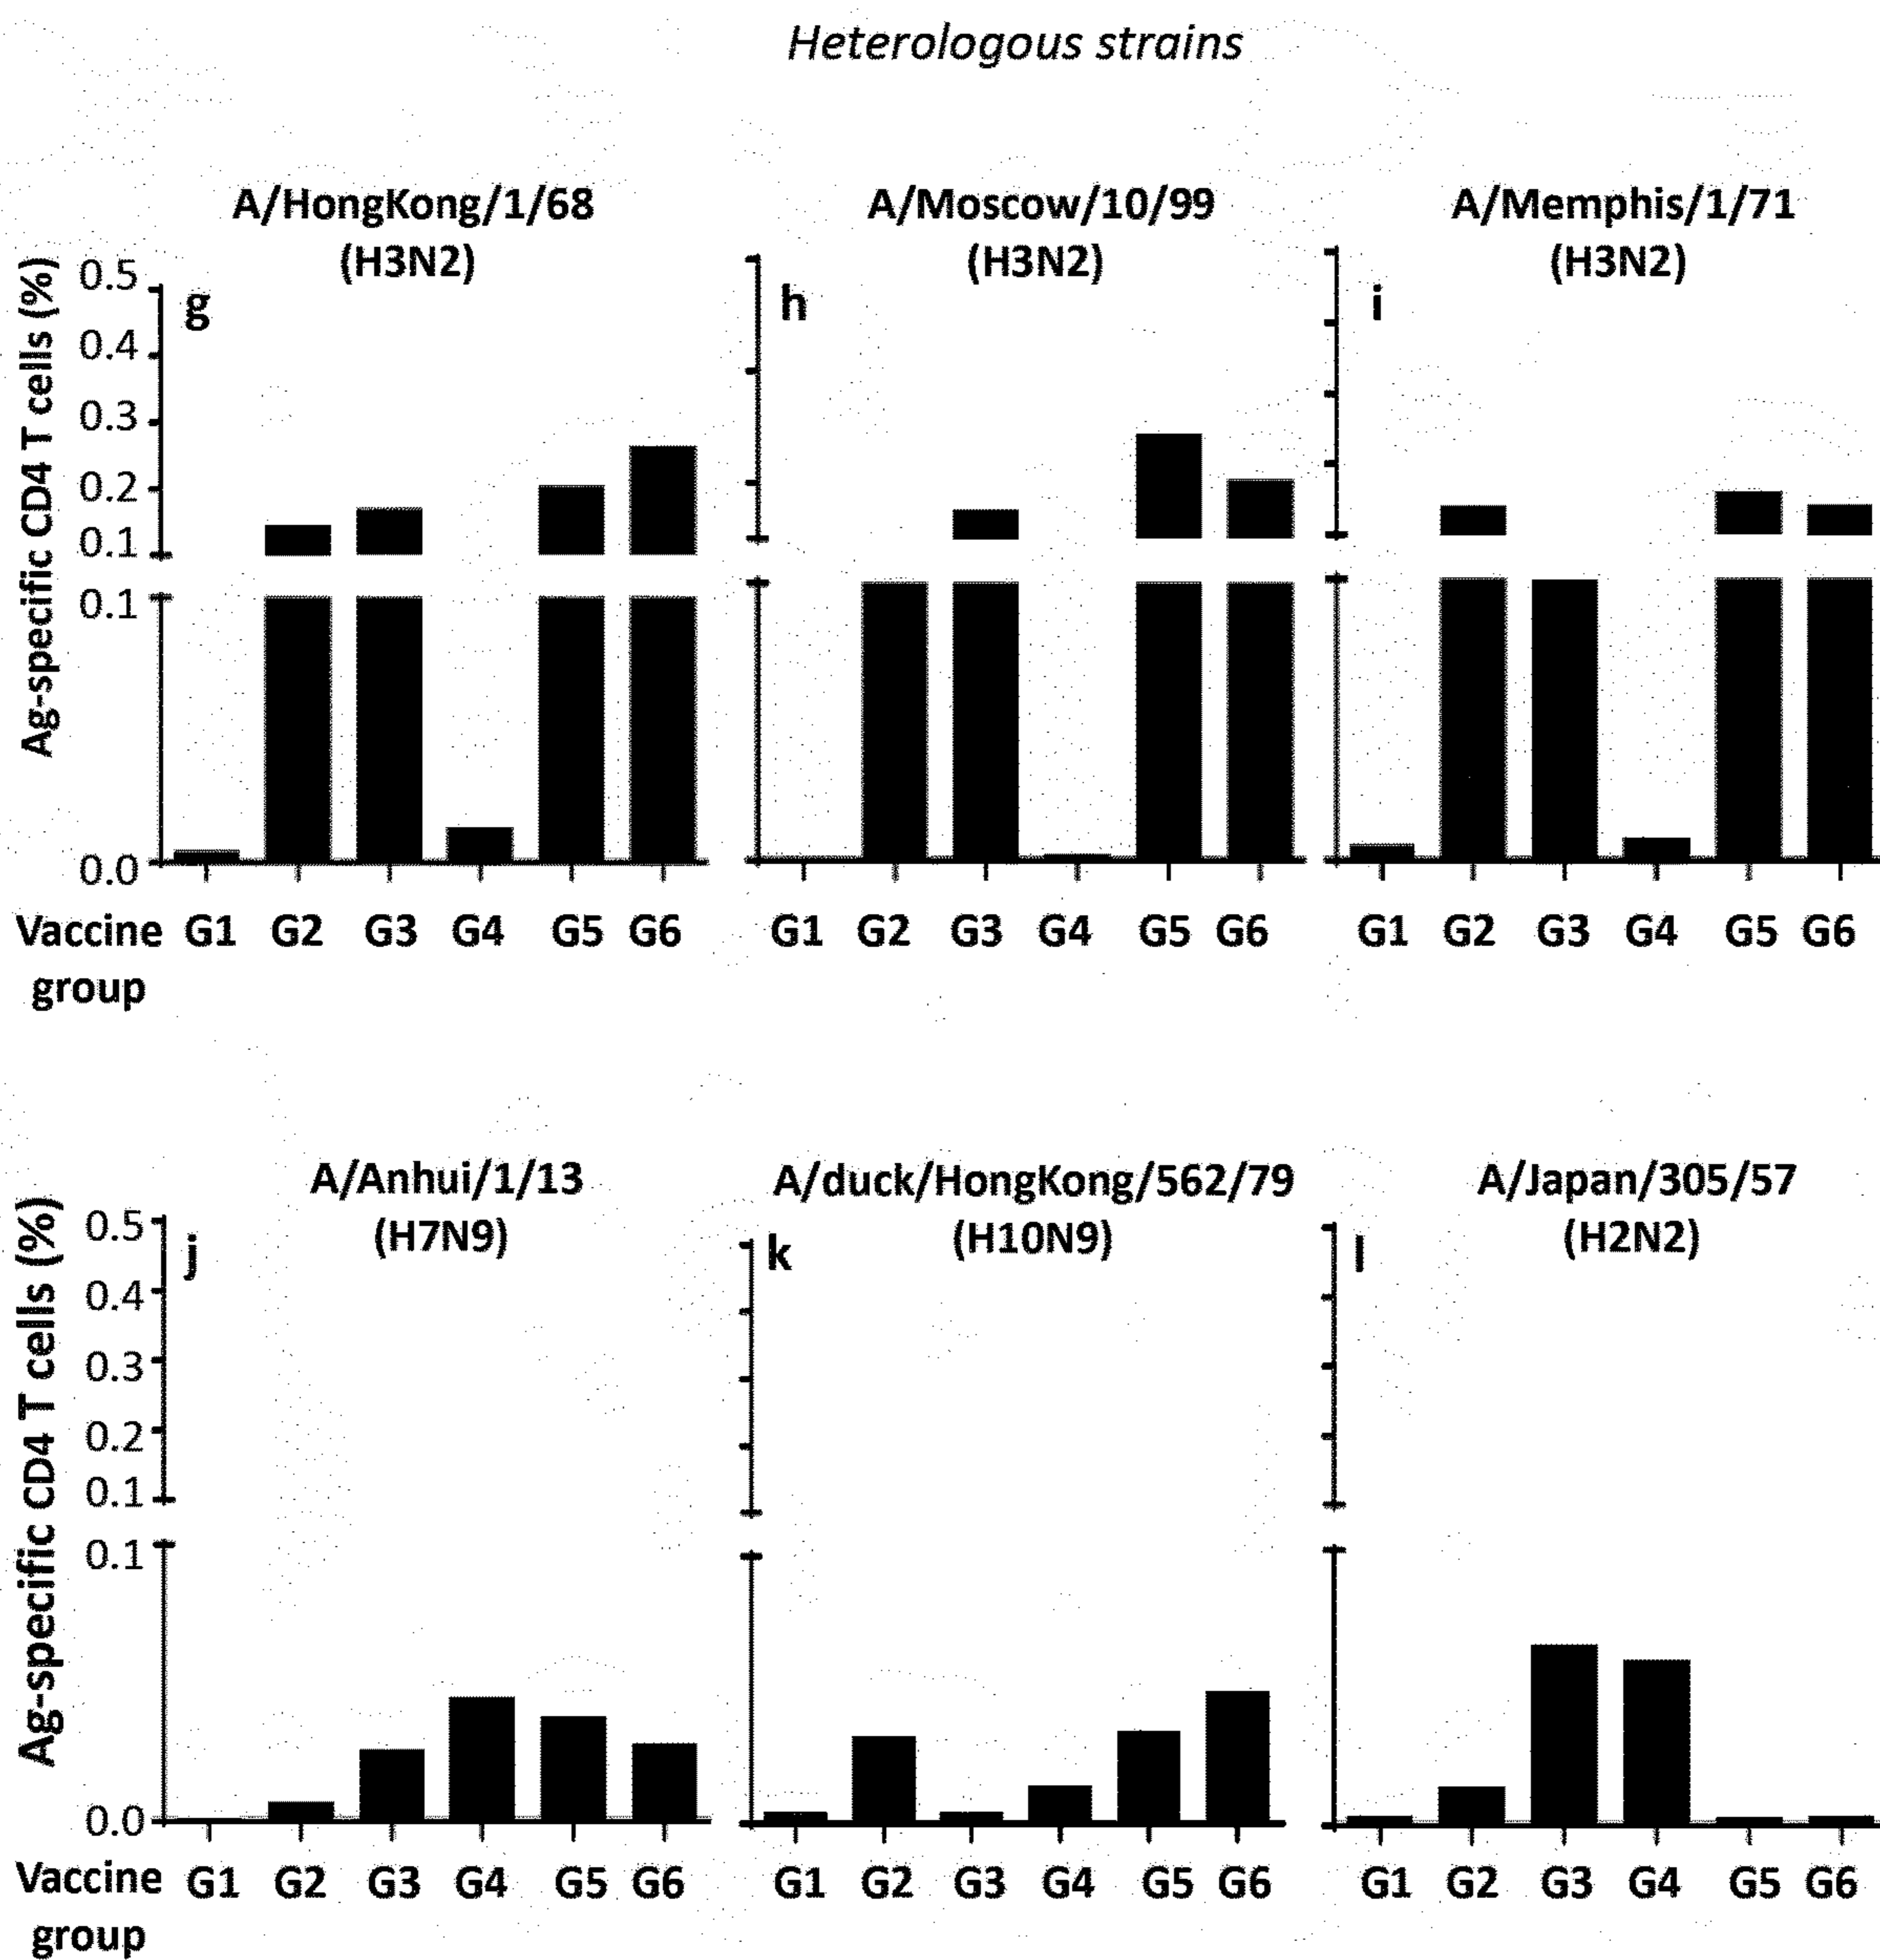 Heterologous strains
A/HongKong/1/68
(H3N2)
A/Moscow/10/99
(H3N2)
A/Memphis/1/71
(H3N2)
Ag-specific CD4 T cells (%)
0.5
0.4
0.3
0.2
0.1
0.1
0.0
g
h
i
Vaccine G1 G2 G3 G4 G5 G6 G1 G2 G3 G4 G5 G6 G1 G2 G3 G4 G5 G6
group
A/Anhui/1/13
(H7N9)
A/duck/HongKong/562/79
(H10N9)
A/Japan/305/57
(H2N2)
Ag-specific CD4 T cells (%)
0.5
0.4
0.3
0.2
0.1
0.1
0.0
j
k
l
Vaccine G1 G2 G3 G4 G5 G6 G1 G2 G3 G4 G5 G6 G1 G2 G3 G4 G5 G6
group